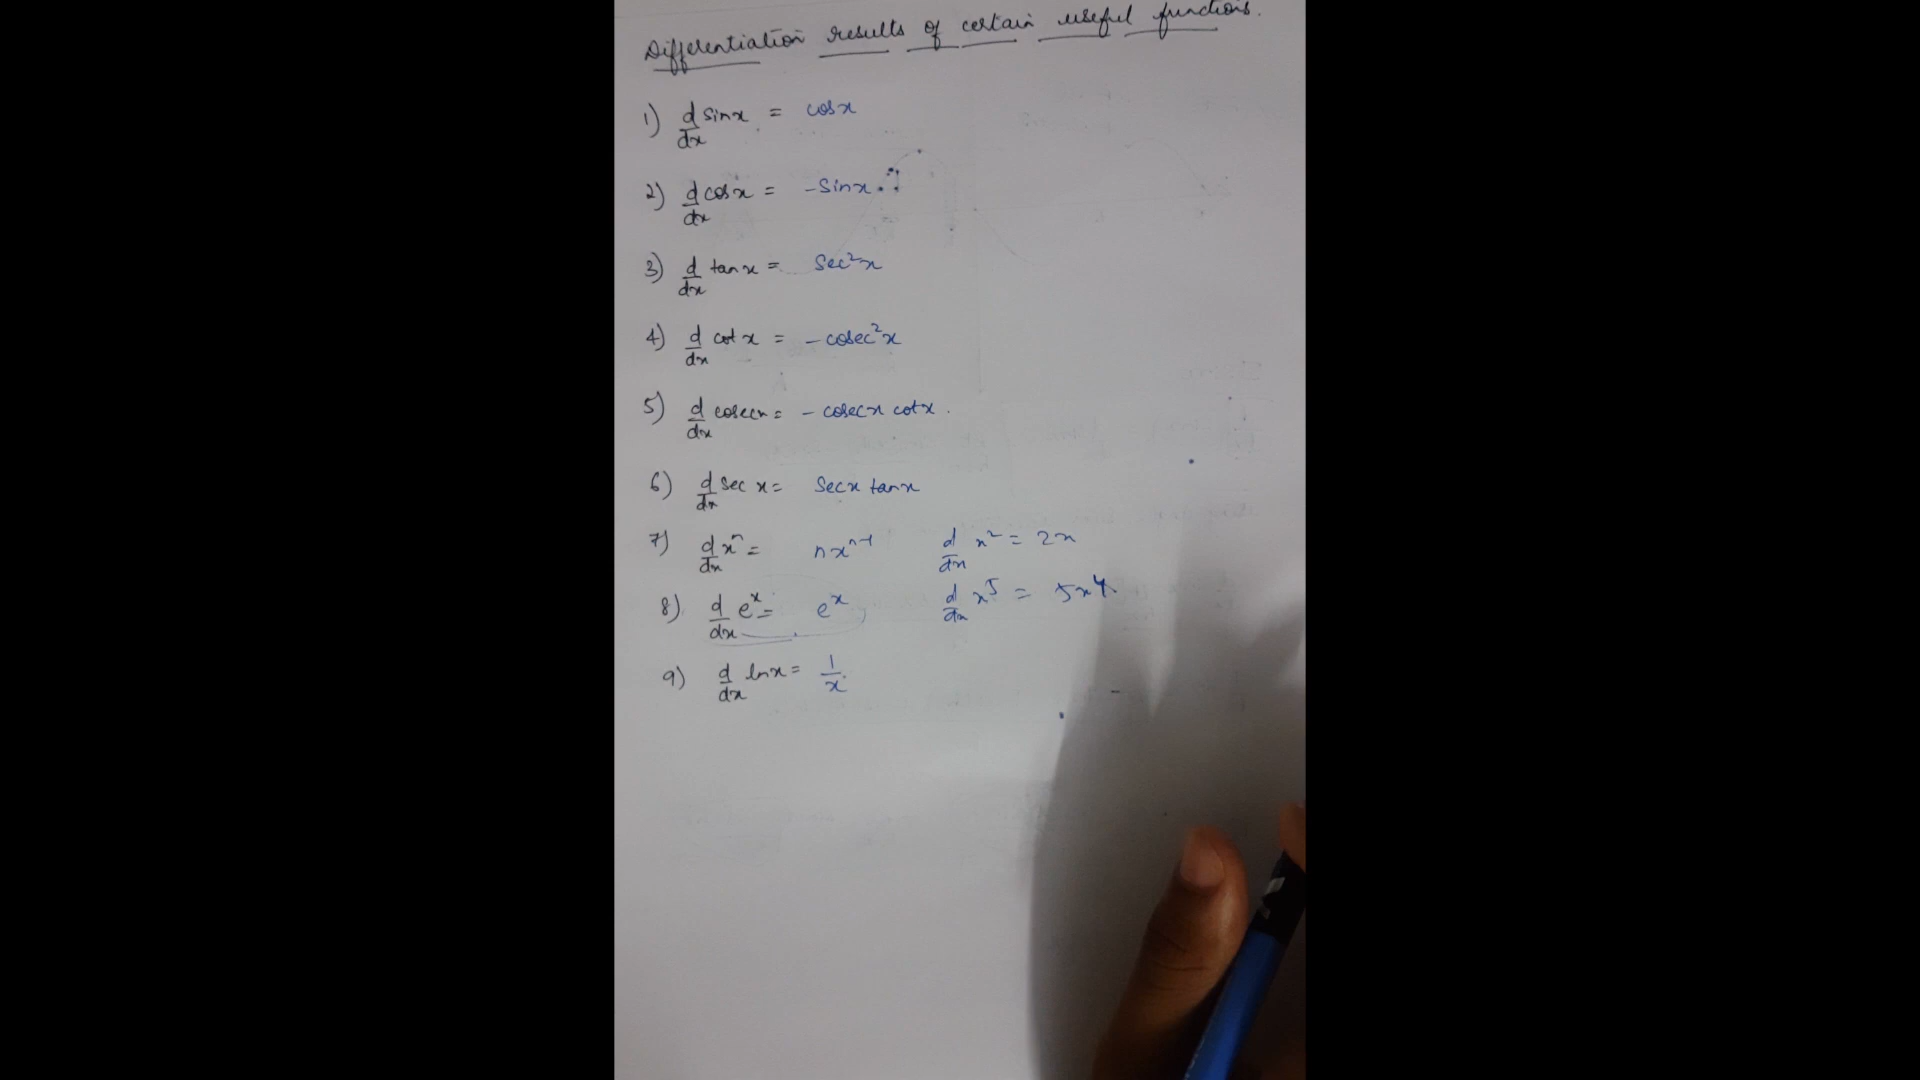 Differentiation results of certain useful functions.
1) d/dx sinx = cosx
2) d/dx cosx = -sinx
3) d/dx tanx = sec²x
4) d/dx cotx = -cosec²x
5) d/dx cosecx = -cosecx cotx.
6) d/dx sec x = secx tanx
7) d/dx xⁿ = nxⁿ⁻¹ d/dx x² = 2x
8) d/dx eˣ = eˣ d/dx x⁵ = 5x⁴
9) d/dx lnx = 1/x